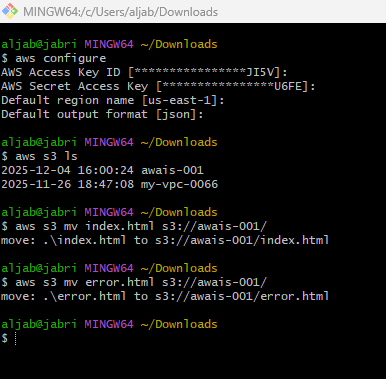 MINGW64:/c/Users/aljab/Downloads
aljab@jabri MINGW64 ~/Downloads
$ aws configure
AWS Access Key ID [****************JI5V]:
AWS Secret Access Key [****************U6FE]:
Default region name [us-east-1]:
Default output format [json]:
aljab@jabri MINGW64 ~/Downloads
$ aws s3 ls
2025-12-04 16:00:24 awais-001
2025-11-26 18:47:08 my-vpc-0066
aljab@jabri MINGW64 ~/Downloads
$ aws s3 mv index.html s3://awais-001/
move: .\index.html to s3://awais-001/index.html
aljab@jabri MINGW64 ~/Downloads
$ aws s3 mv error.html s3://awais-001/
move: .\error.html to s3://awais-001/error.html
aljab@jabri MINGW64 ~/Downloads
$